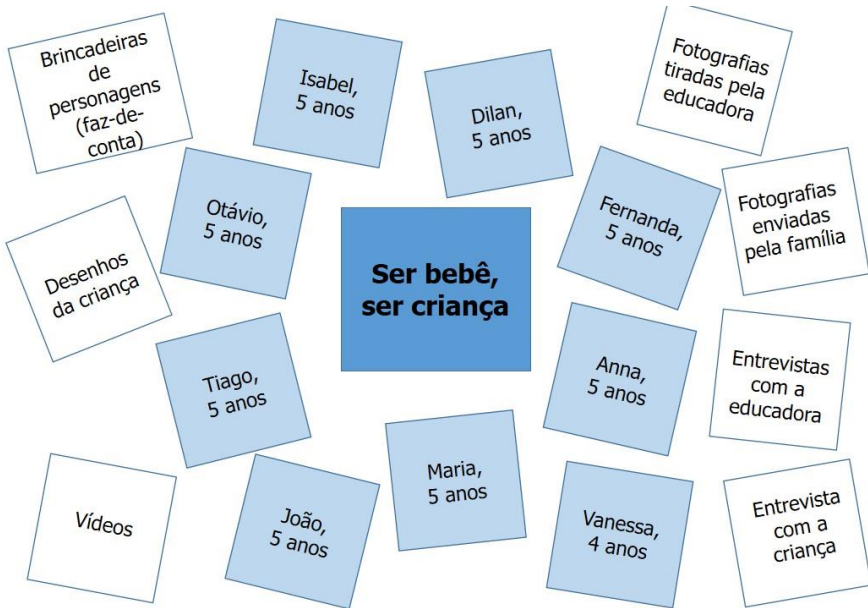 Brincadeiras
de
personagens
(faz-de-
conta)
Isabel,
5 anos
Dilan,
5 anos
Fotografias
tiradas pela
educadora
Otávio,
5 anos
Fernanda,
5 anos
Fotografias
enviadas
pela família
Desenhos
da criança
Ser bebê,
ser criança
Tiago,
5 anos
Anna,
5 anos
Entrevistas
com a
educadora
Vídeos
João,
5 anos
Maria,
5 anos
Vanessa,
4 anos
Entrevista
com a
criança